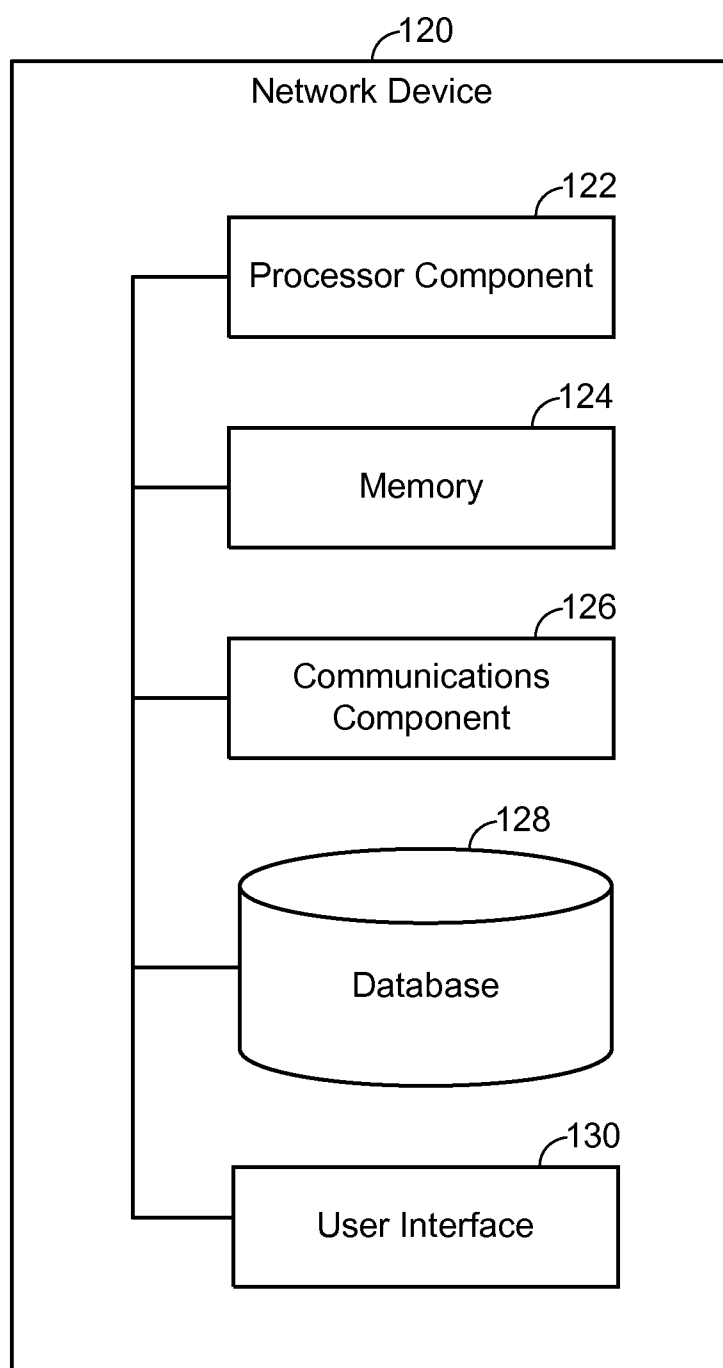 120
Network Device
122
Processor Component
124
Memory
126
Communications
Component
128
Database
130
User Interface